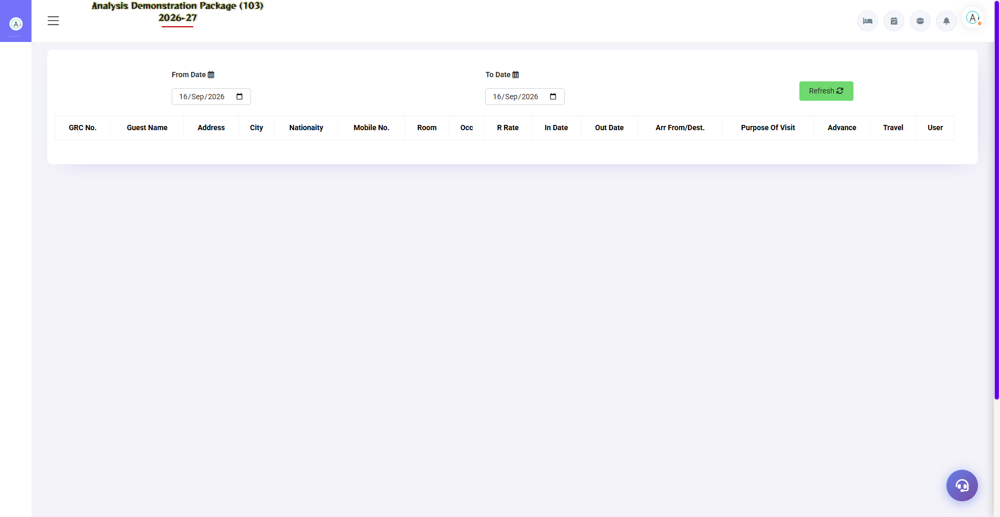 Analysis Demonstration Package (103)
2026-27
A
A
From Date
To Date
16/Sep/2026
16/Sep/2026
Refresh
GRC No. Guest Name Address City Nationaity Mobile No. Room Occ R Rate In Date Out Date Arr From/Dest. Purpose Of Visit Advance Travel User